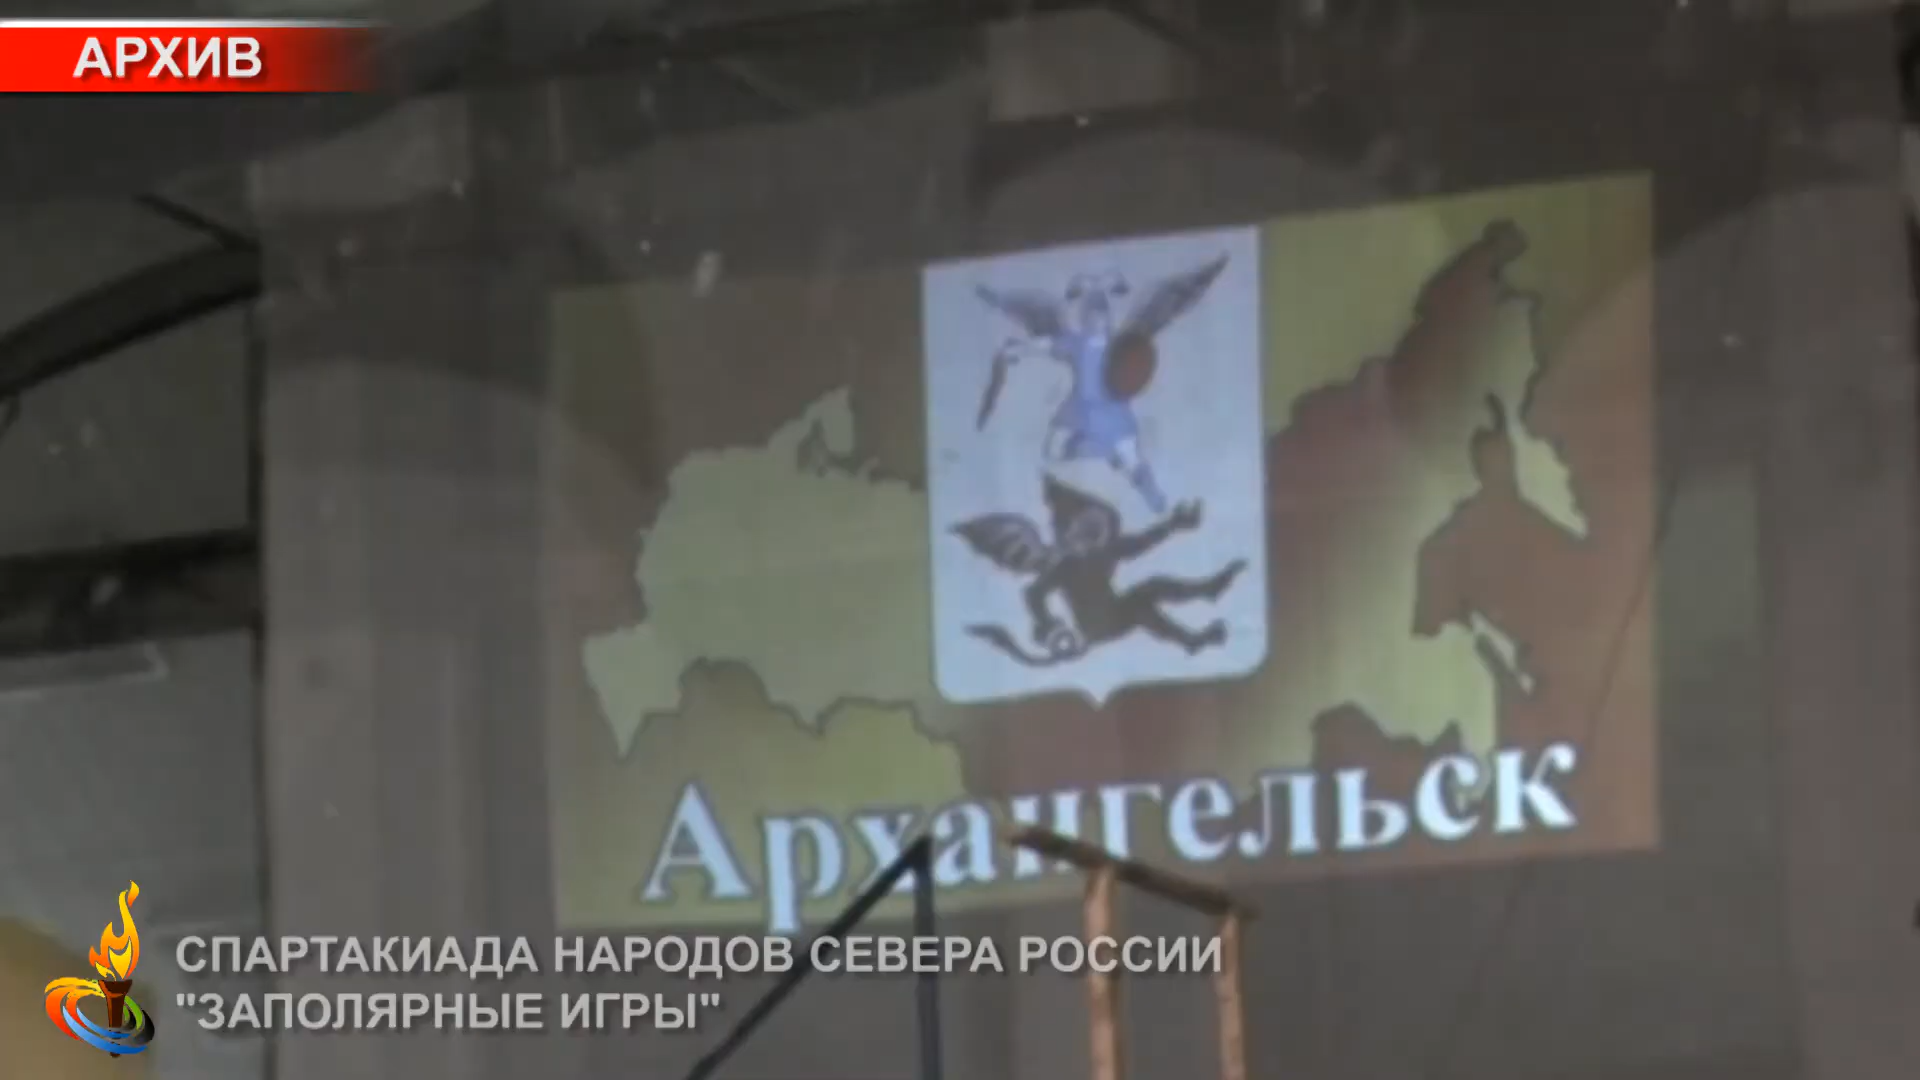 АРХИВ
Архангельск
СПАРТАКИАДА НАРОДОВ СЕВЕРА РОССИИ
"ЗАПОЛЯРНЫЕ ИГРЫ"